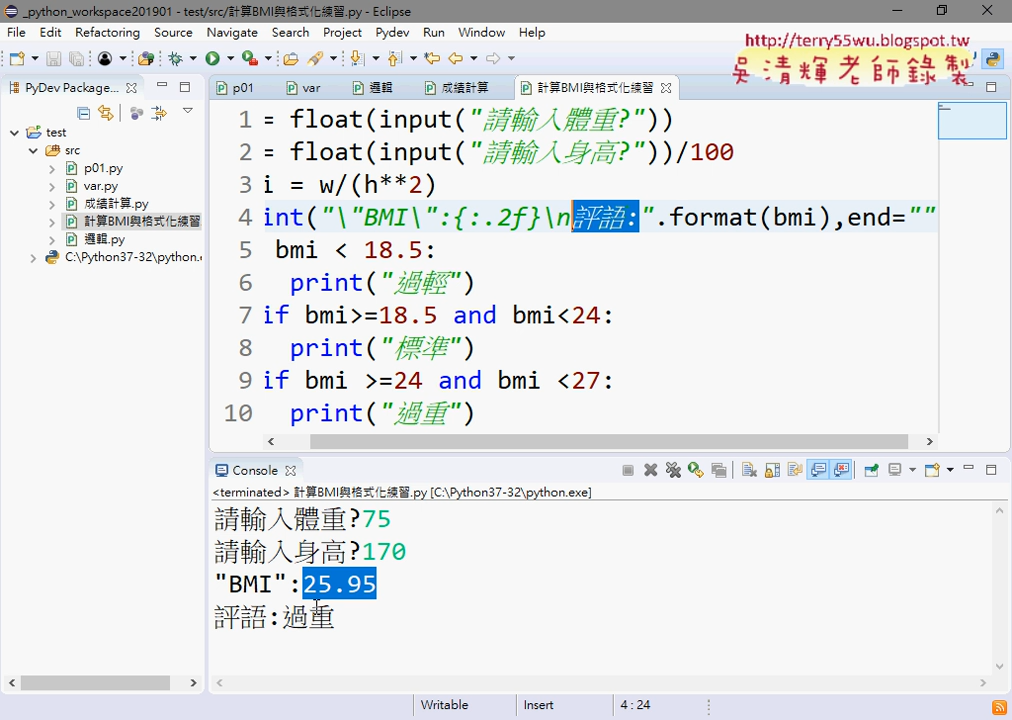 _python_workspace201901 - test/src/計算BMI與格式化練習.py - Eclipse
File Edit Refactoring Source Navigate Search Project Pydev Run Window Help
http://terry55wu.blogspot.tw
吳清輝老師錄製
PyDev Package...
p01
var
邏輯
成績計算
計算BMI與格式化練習
test
src
p01.py
var.py
成績計算.py
計算BMI與格式化練習
邏輯.py
C:\Python37-32\python.e
1 = float(input("請輸入體重?"))
2 = float(input("請輸入身高?"))/100
3 i = w/(h**2)
4 int("\"BMI\":{:.2f}\n評語:".format(bmi),end=""
5 bmi < 18.5:
6 print("過輕")
7 if bmi>=18.5 and bmi<24:
8 print("標準")
9 if bmi >=24 and bmi <27:
10 print("過重")
Console
<terminated> 計算BMI與格式化練習.py [C:\Python37-32\python.exe]
請輸入體重?75
請輸入身高?170
"BMI":25.95
評語:過重
Writable Insert 4 : 24